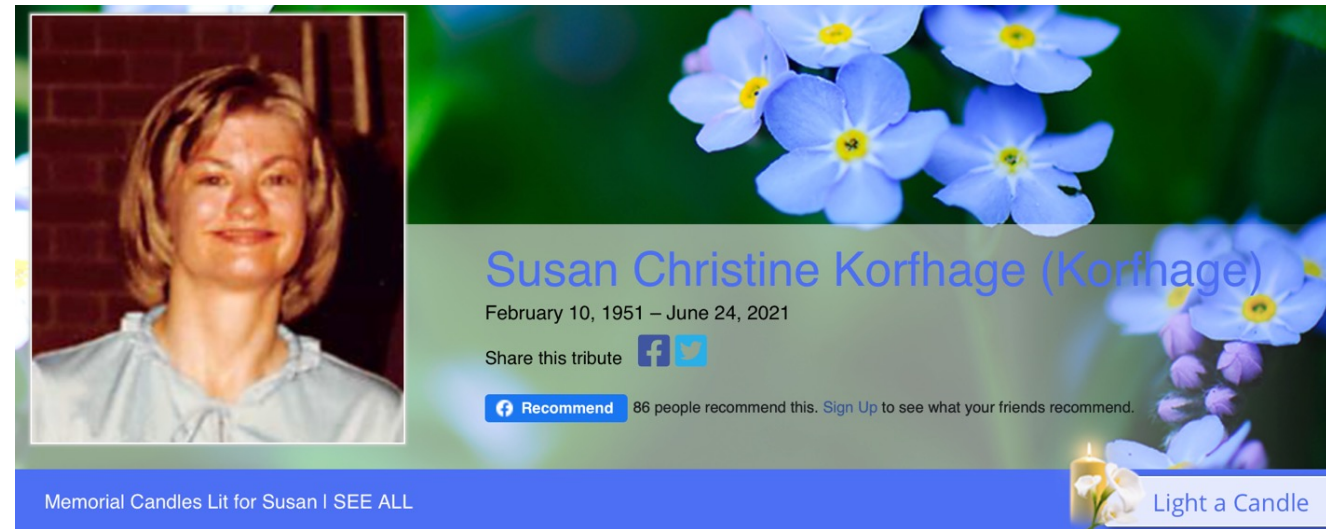 Susan Christine Korfhage (Korfhage)
February 10, 1951 – June 24, 2021
Share this tribute
Recommend 86 people recommend this. Sign Up to see what your friends recommend.
Memorial Candles Lit for Susan | SEE ALL
Light a Candle